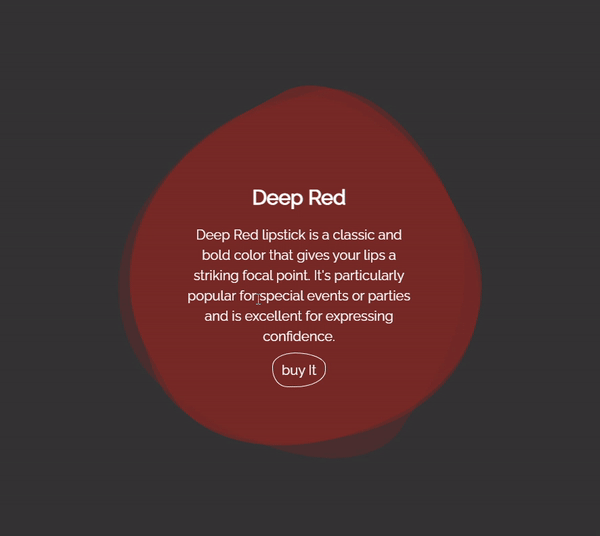 Deep Red
Deep Red lipstick is a classic and
bold color that gives your lips a
striking focal point. It's particularly
popular for special events or parties
and is excellent for expressing
confidence.
buy It